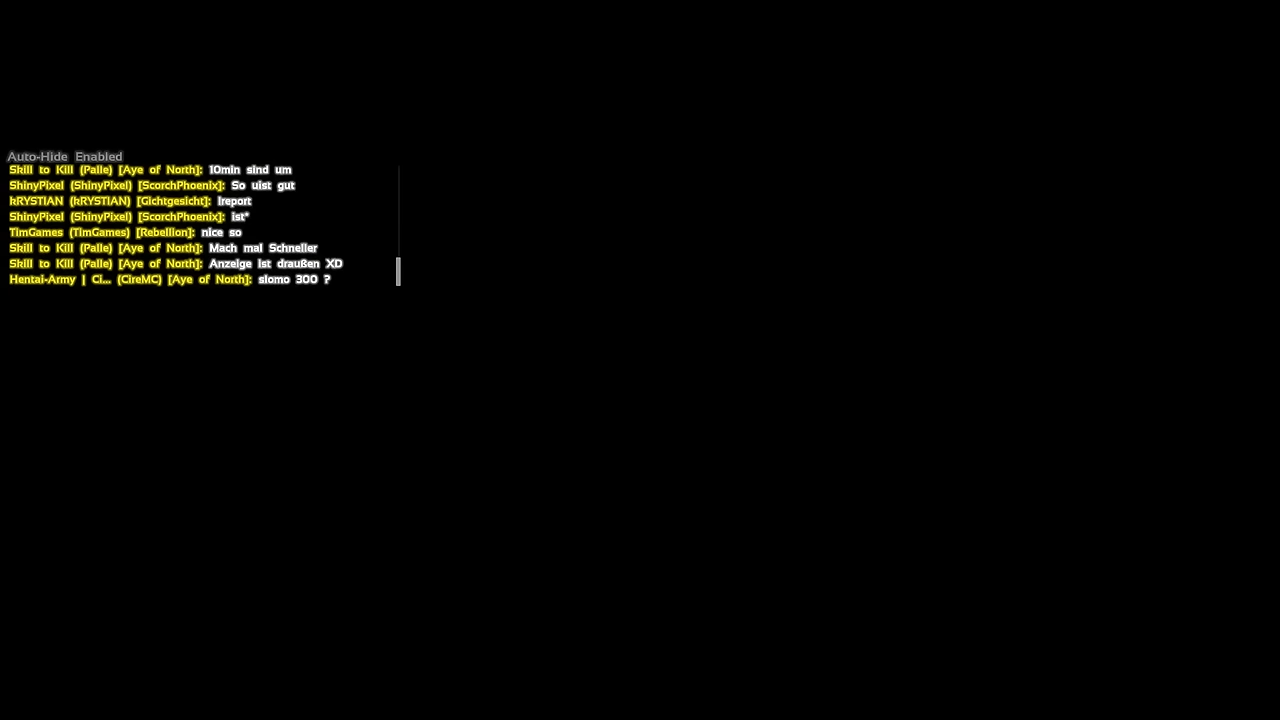 Auto-Hide Enabled
Skill to Kill (Palle) [Aye of North]: 10min sind um
ShinyPixel (ShinyPixel) [ScorchPhoenix]: So uist gut
kRYSTIAN (kRYSTIAN) [Gichtgesicht]: !report
ShinyPixel (ShinyPixel) [ScorchPhoenix]: ist*
TimGames (TimGames) [Rebellion]: nice so
Skill to Kill (Palle) [Aye of North]: Mach mal Schneller
Skill to Kill (Palle) [Aye of North]: Anzeige ist draußen XD
Hentai-Army | Ci... (CireMC) [Aye of North]: slomo 300 ?